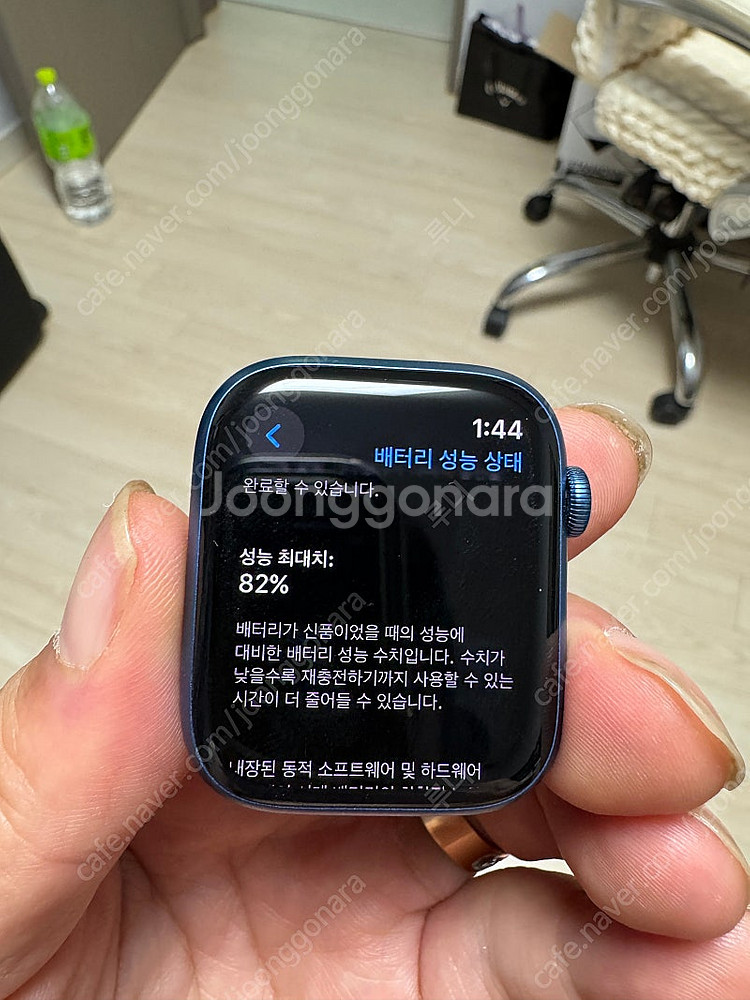 1:44
배터리 성능 상태
완료할 수 있습니다.
Joonggonara
성능 최대치:
82%
배터리가 신품이었을 때의 성능에
대비한 배터리 성능 수치입니다. 수치가
낮을수록 재충전하기까지 사용할 수 있는
시간이 더 줄어들 수 있습니다.
내장된 동적 소프트웨어 및 하드웨어
cafe.naver.com/joonggonara
루니